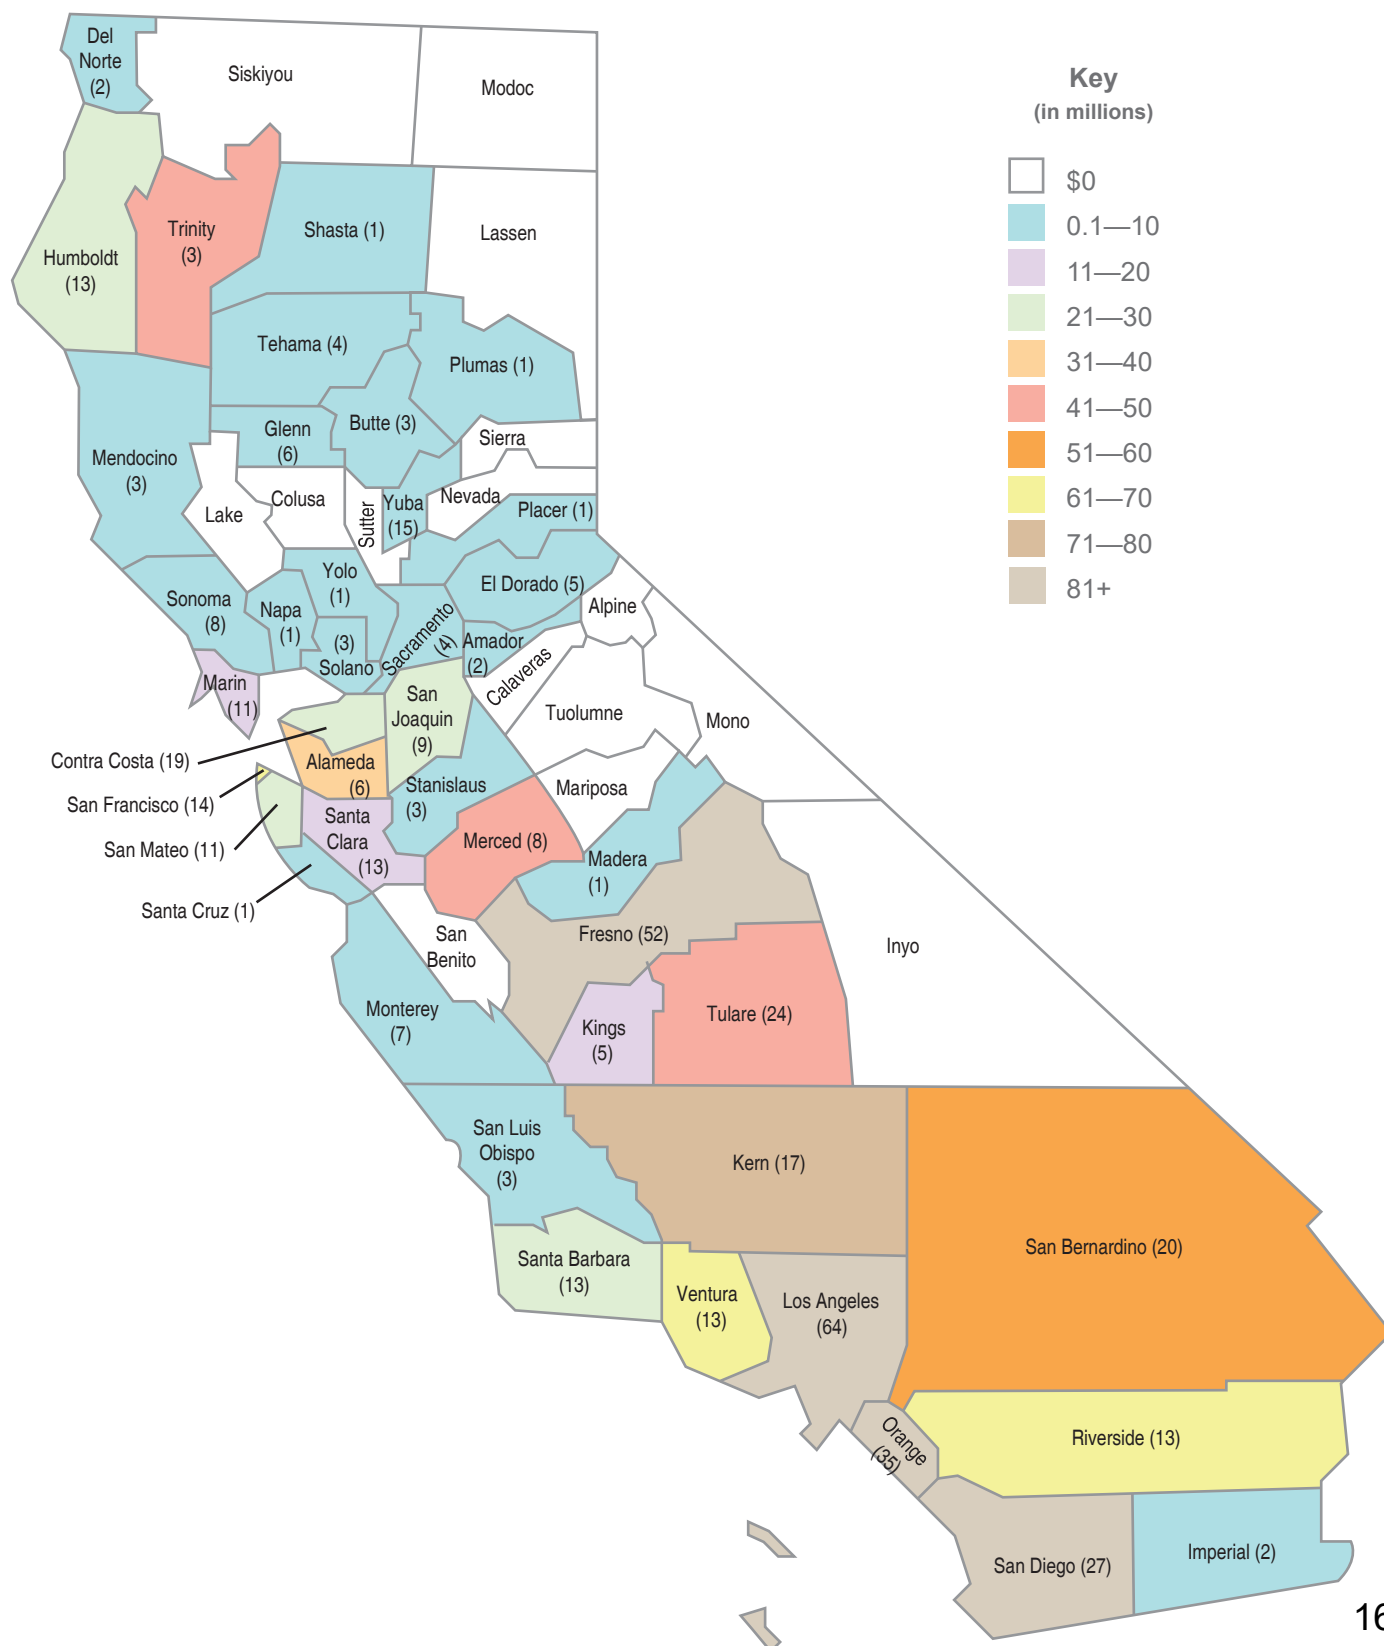 Del
Norte
(2)
Siskiyou
Modoc
Key
(in millions)
$0
0.1—10
11—20
21—30
31—40
41—50
51—60
61—70
71—80
81+
Humboldt
(13)
Trinity
(3)
Shasta (1)
Lassen
Tehama (4)
Plumas (1)
Butte (3)
Glenn
(6)
Mendocino
(3)
Sierra
Nevada
Colusa
Lake
Sutter
Yuba
(15)
Placer (1)
El Dorado (5)
Yolo
(1)
Sonoma
(8)
Napa
(1)
(3)
Solano
Sacramento
(4)
Amador
(2)
Alpine
Calaveras
Marin
(11)
San
Joaquin
(9)
Tuolumne
Mono
Contra Costa (19)
Alameda
(6)
San Francisco (14)
Stanislaus
(3)
Mariposa
Santa
Clara
(13)
San Mateo (11)
Merced (8)
Madera
(1)
Santa Cruz (1)
San
Benito
Fresno (52)
Inyo
Monterey
(7)
Kings
(5)
Tulare (24)
San Luis
Obispo
(3)
Kern (17)
San Bernardino (20)
Santa Barbara
(13)
Ventura
(13)
Los Angeles
(64)
Orange
(35)
Riverside (13)
San Diego (27)
Imperial (2)
16